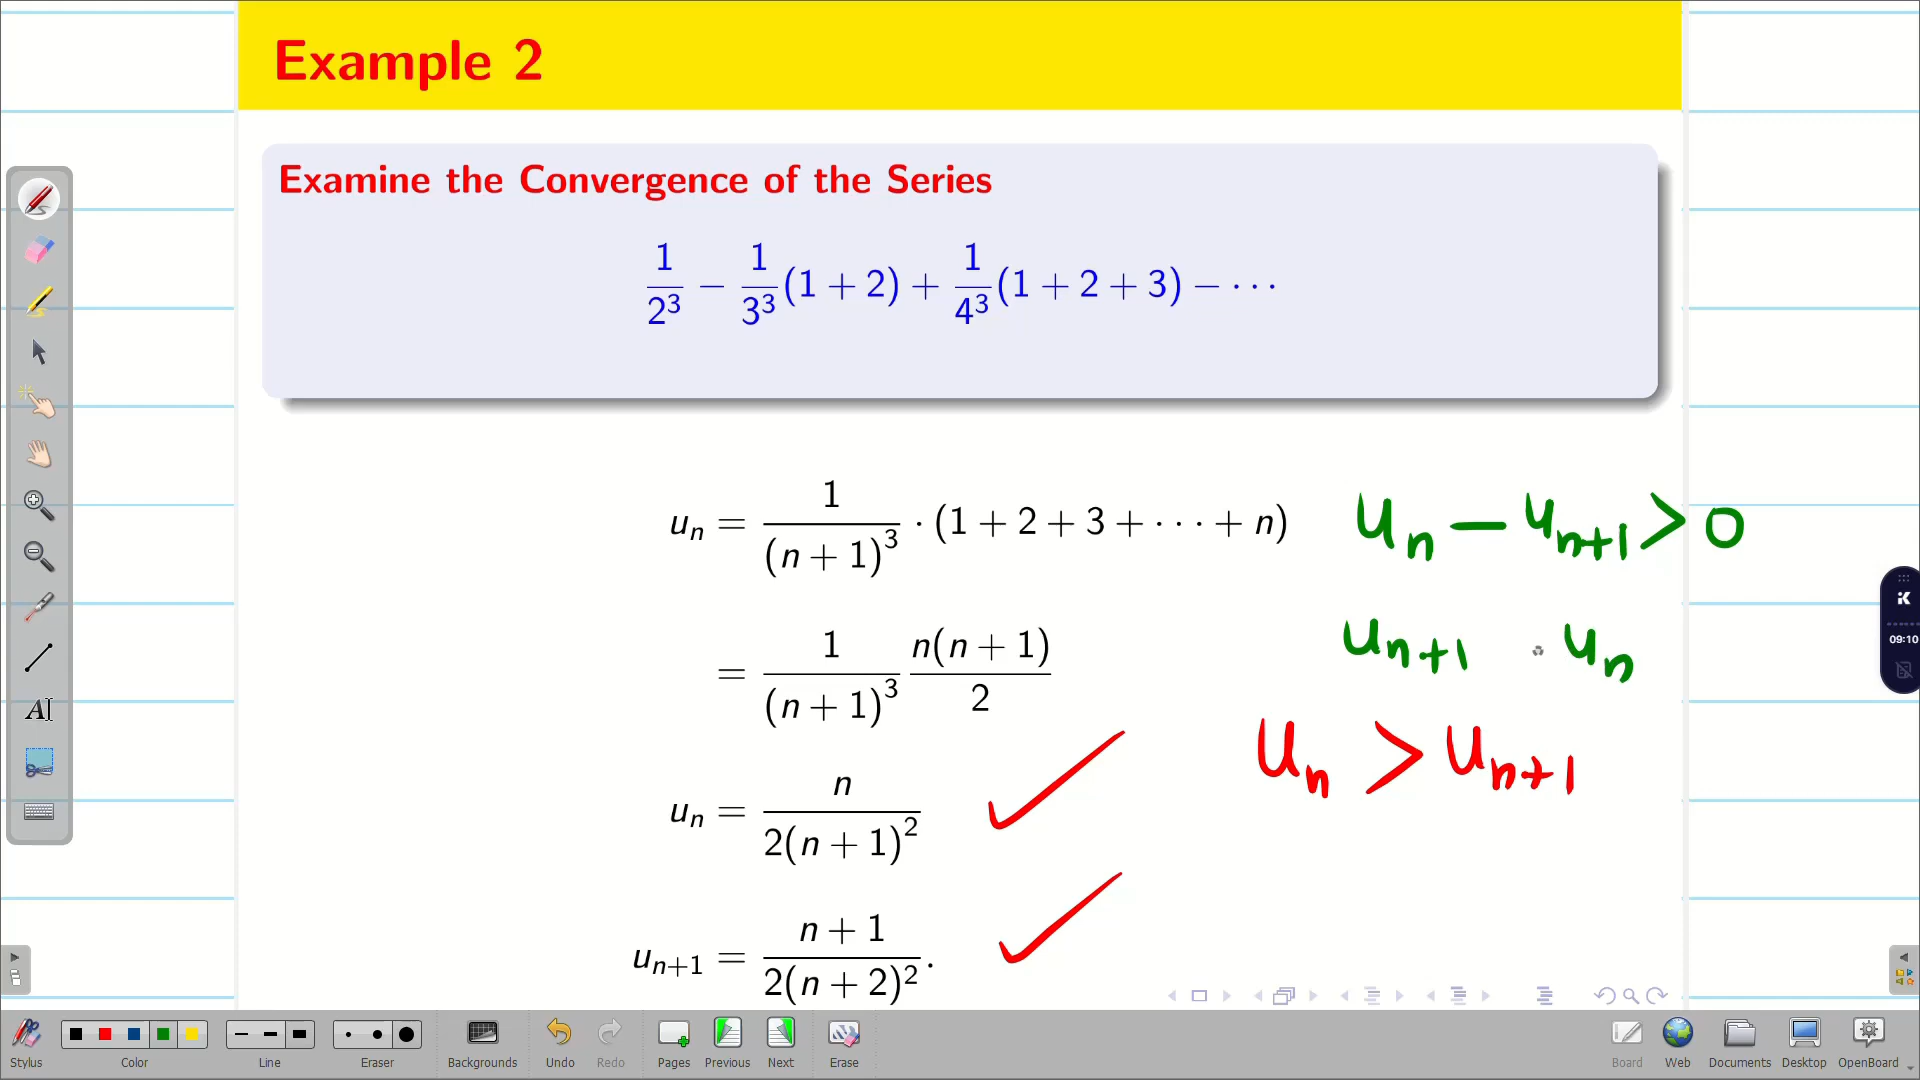 Example 2
Examine the Convergence of the Series
1/2³ − 1/3³ (1 + 2) + 1/4³ (1 + 2 + 3) − ⋯
uₙ = 1/(n + 1)³ · (1 + 2 + 3 + ⋯ + n)
uₙ − uₙ₊₁ > 0
= 1/(n + 1)³ n(n + 1)/2
uₙ₊₁ uₙ
uₙ > uₙ₊₁
uₙ = n/2(n + 1)²
uₙ₊₁ = n + 1/2(n + 2)².
09:10
Stylus Color Line Eraser Backgrounds Undo Redo Pages Previous Next Erase Board Web Documents Desktop OpenBoard